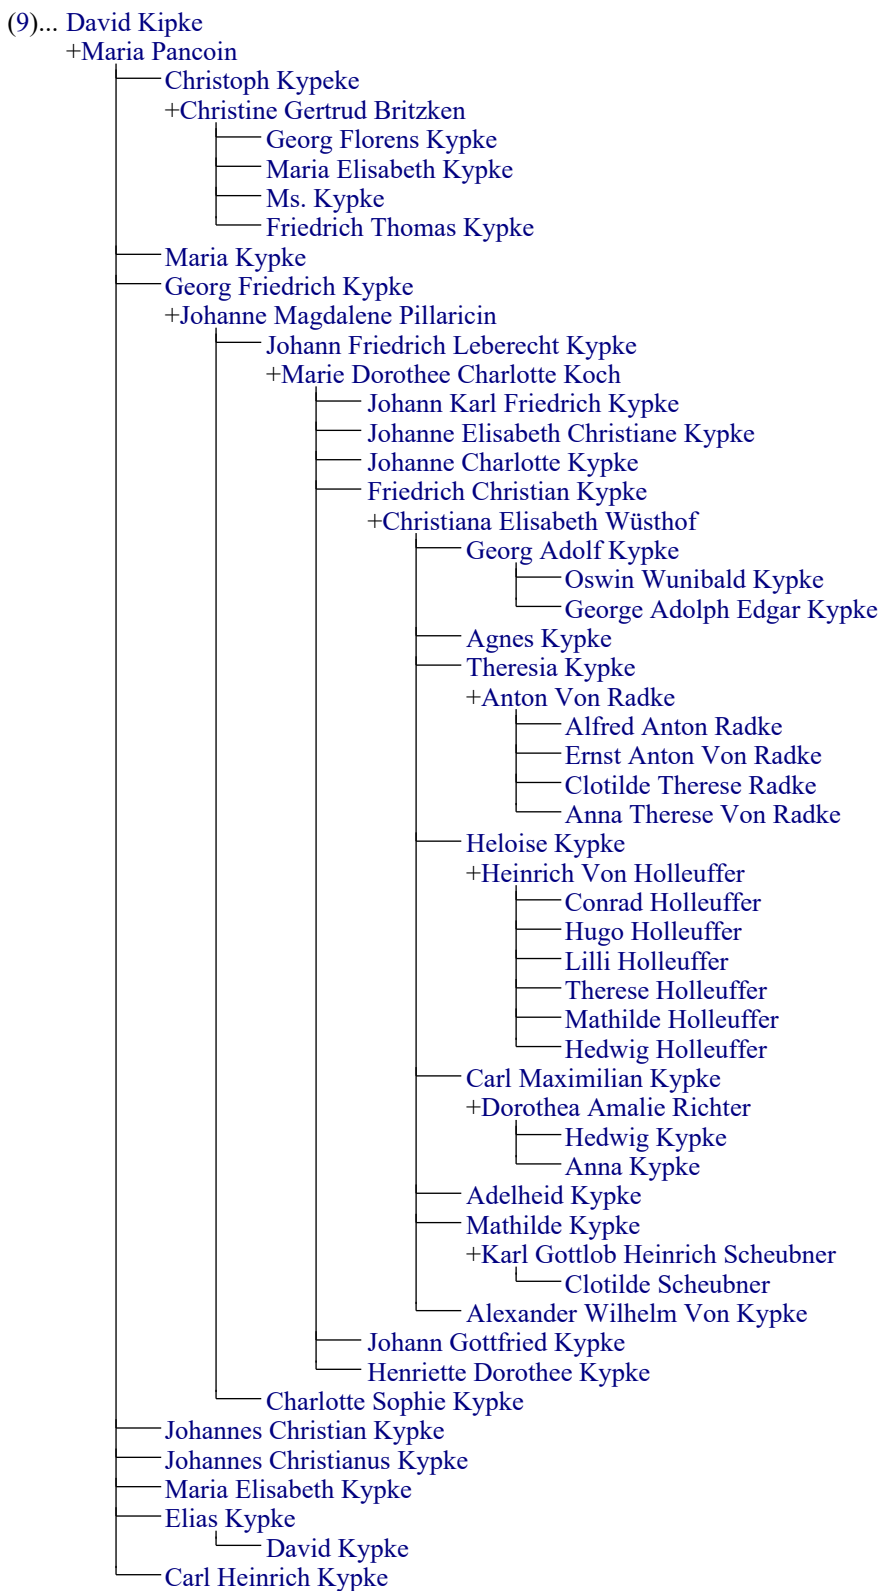 (9)... David Kipke
+Maria Pancoin
Christoph Kypeke
+Christine Gertrud Britzken
Georg Florens Kypke
Maria Elisabeth Kypke
Ms. Kypke
Friedrich Thomas Kypke
Maria Kypke
Georg Friedrich Kypke
+Johanne Magdalene Pillaricin
Johann Friedrich Leberecht Kypke
+Marie Dorothee Charlotte Koch
Johann Karl Friedrich Kypke
Johanne Elisabeth Christiane Kypke
Johanne Charlotte Kypke
Friedrich Christian Kypke
+Christiana Elisabeth Wüsthof
Georg Adolf Kypke
Oswin Wunibald Kypke
George Adolph Edgar Kypke
Agnes Kypke
Theresia Kypke
+Anton Von Radke
Alfred Anton Radke
Ernst Anton Von Radke
Clotilde Therese Radke
Anna Therese Von Radke
Heloise Kypke
+Heinrich Von Holleuffer
Conrad Holleuffer
Hugo Holleuffer
Lilli Holleuffer
Therese Holleuffer
Mathilde Holleuffer
Hedwig Holleuffer
Carl Maximilian Kypke
+Dorothea Amalie Richter
Hedwig Kypke
Anna Kypke
Adelheid Kypke
Mathilde Kypke
+Karl Gottlob Heinrich Scheubner
Clotilde Scheubner
Alexander Wilhelm Von Kypke
Johann Gottfried Kypke
Henriette Dorothee Kypke
Charlotte Sophie Kypke
Johannes Christian Kypke
Johannes Christianus Kypke
Maria Elisabeth Kypke
Elias Kypke
David Kypke
Carl Heinrich Kypke